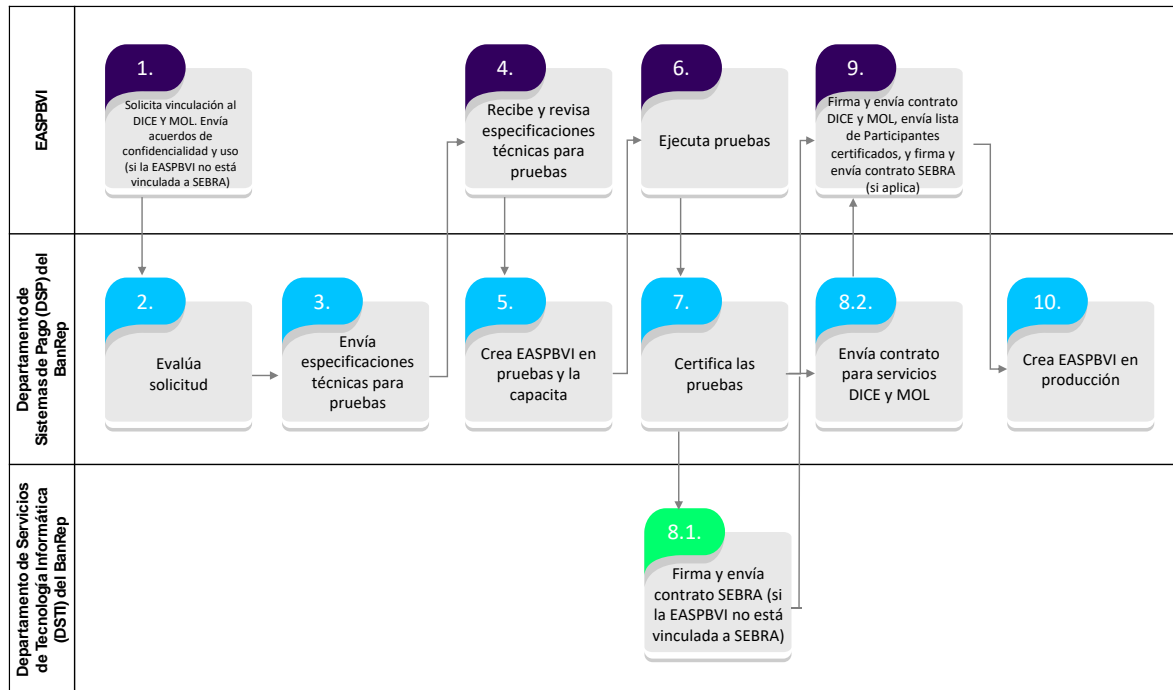 EASPBVI
1.
Solicita vinculación al
DICE Y MOL. Envía
acuerdos de
confidencialidad y uso
(si la EASPBVI no está
vinculada a SEBRA)
4.
Recibe y revisa
especificaciones
técnicas para
pruebas
6.
Ejecuta pruebas
9.
Firma y envía contrato
DICE y MOL, envía lista
de Participantes
certificados, y firma y
envía contrato SEBRA
(si aplica)
Departamento de
Sistemas de Pago (DSP) del
BanRep
2.
Evalúa
solicitud
3.
Envía
especificaciones
técnicas para
pruebas
5.
Crea EASPBVI en
pruebas y la
capacita
7.
Certifica las
pruebas
8.2.
Envía contrato
para servicios
DICE y MOL
10.
Crea EASPBVI en
producción
Departamento de Servicios
de Tecnología Informática
(DSTI) del BanRep
8.1.
Firma y envía
contrato SEBRA (si
la EASPBVI no está
vinculada a SEBRA)